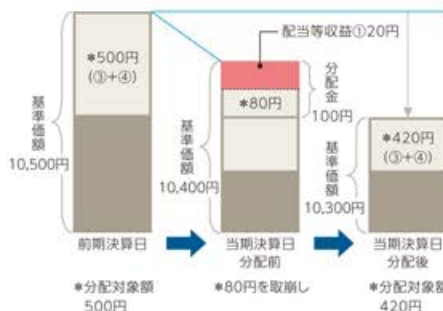 *500円
(③+④)
基準価額
10,500円
前期決算日
*分配対象額
500円
配当等収益①20円
*80円
分配金
100円
基準価額
10,400円
当期決算日
分配前
*80円を取崩し
*420円
(③+④)
基準価額
10,300円
当期決算日
分配後
*分配対象額
420円